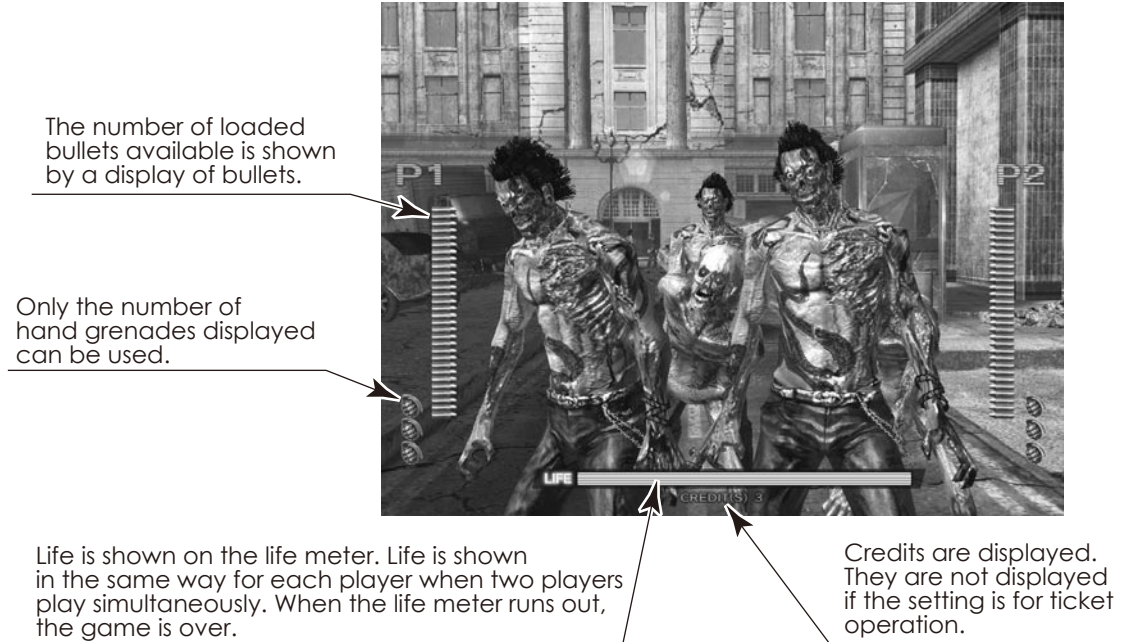 The number of loaded
bullets available is shown
by a display of bullets.
P1
P2
Only the number of
hand grenades displayed
can be used.
LIFE
CREDIT(S) 3
Life is shown on the life meter. Life is shown
in the same way for each player when two players
play simultaneously. When the life meter runs out,
the game is over.
Credits are displayed.
They are not displayed
if the setting is for ticket
operation.